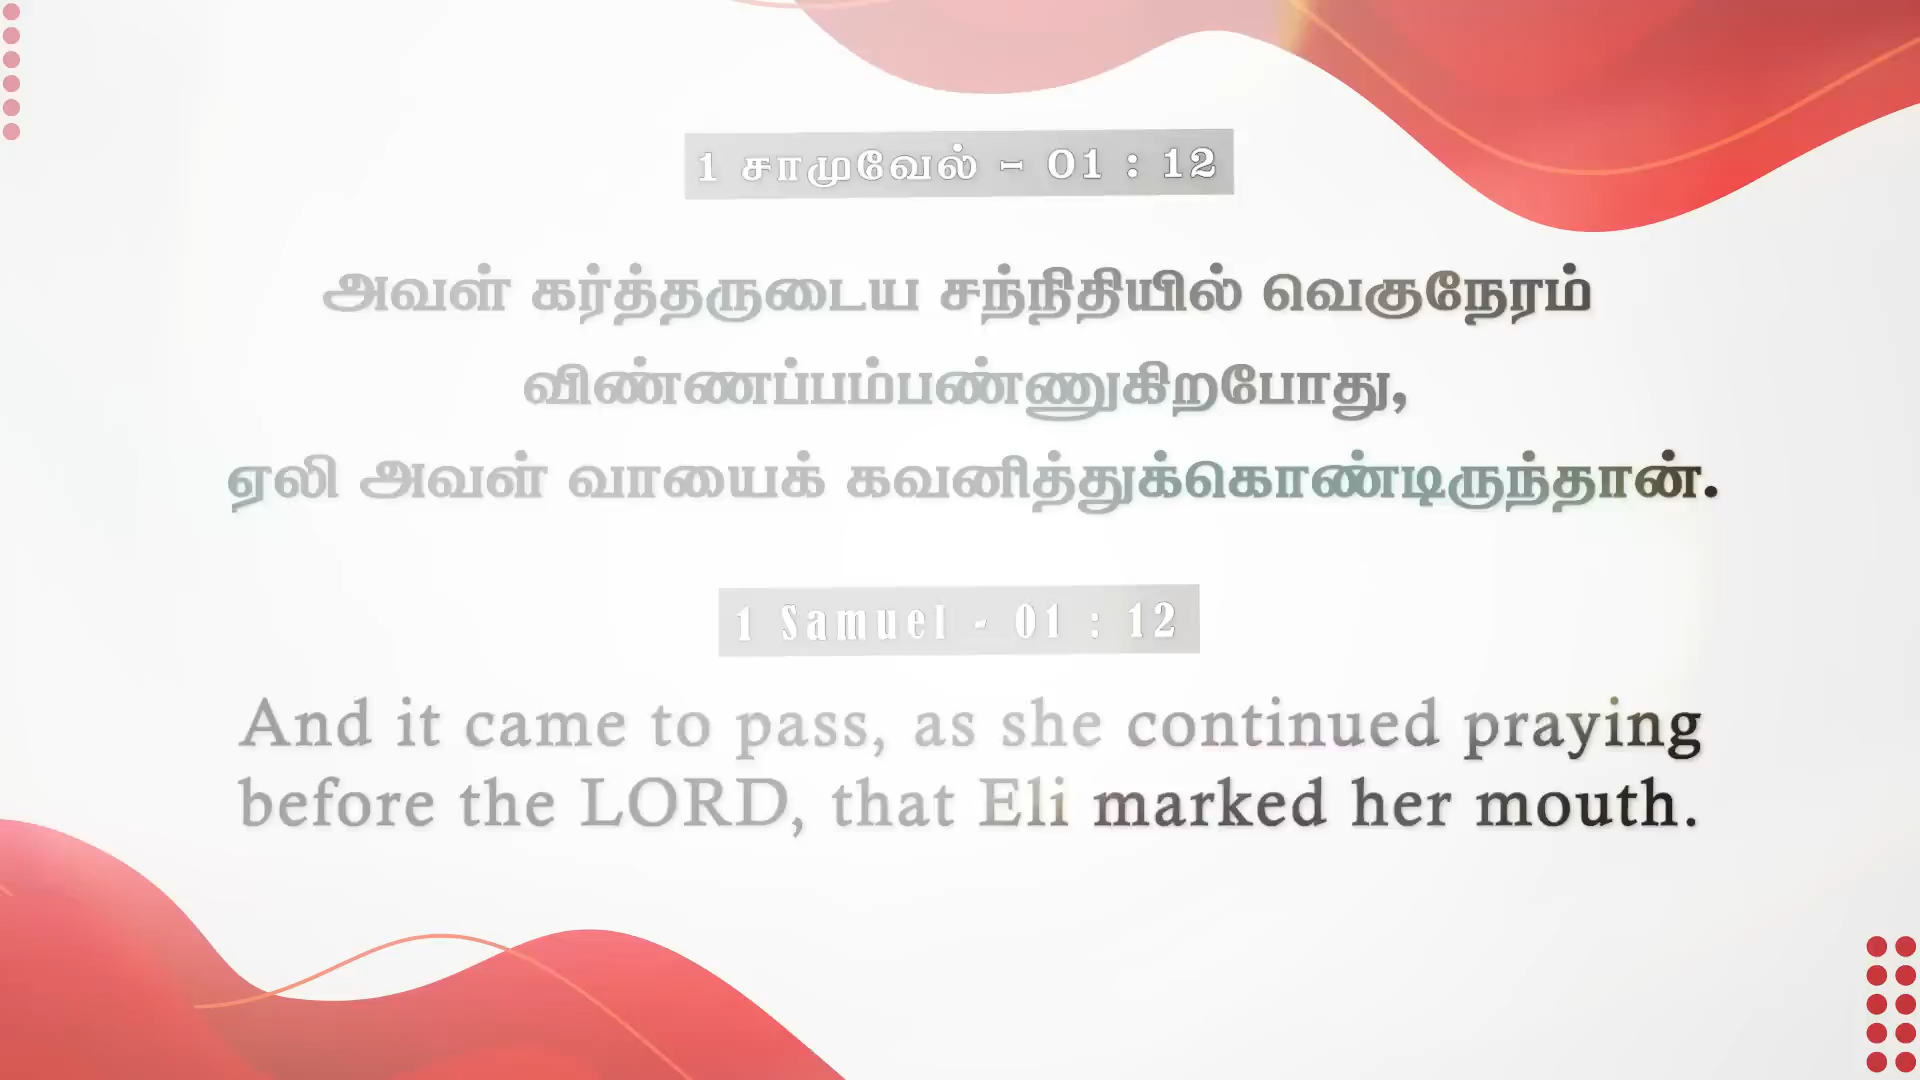 1 சாமுவேல் - 01 : 12
அவள் கர்த்தருடைய சந்நிதியில் வெகுநேரம்
விண்ணப்பம்பண்ணுகிறபோது,
ஏலி அவள் வாயைக் கவனித்துக்கொண்டிருந்தான்.
1 Samuel - 01 : 12
And it came to pass, as she continued praying
before the LORD, that Eli marked her mouth.